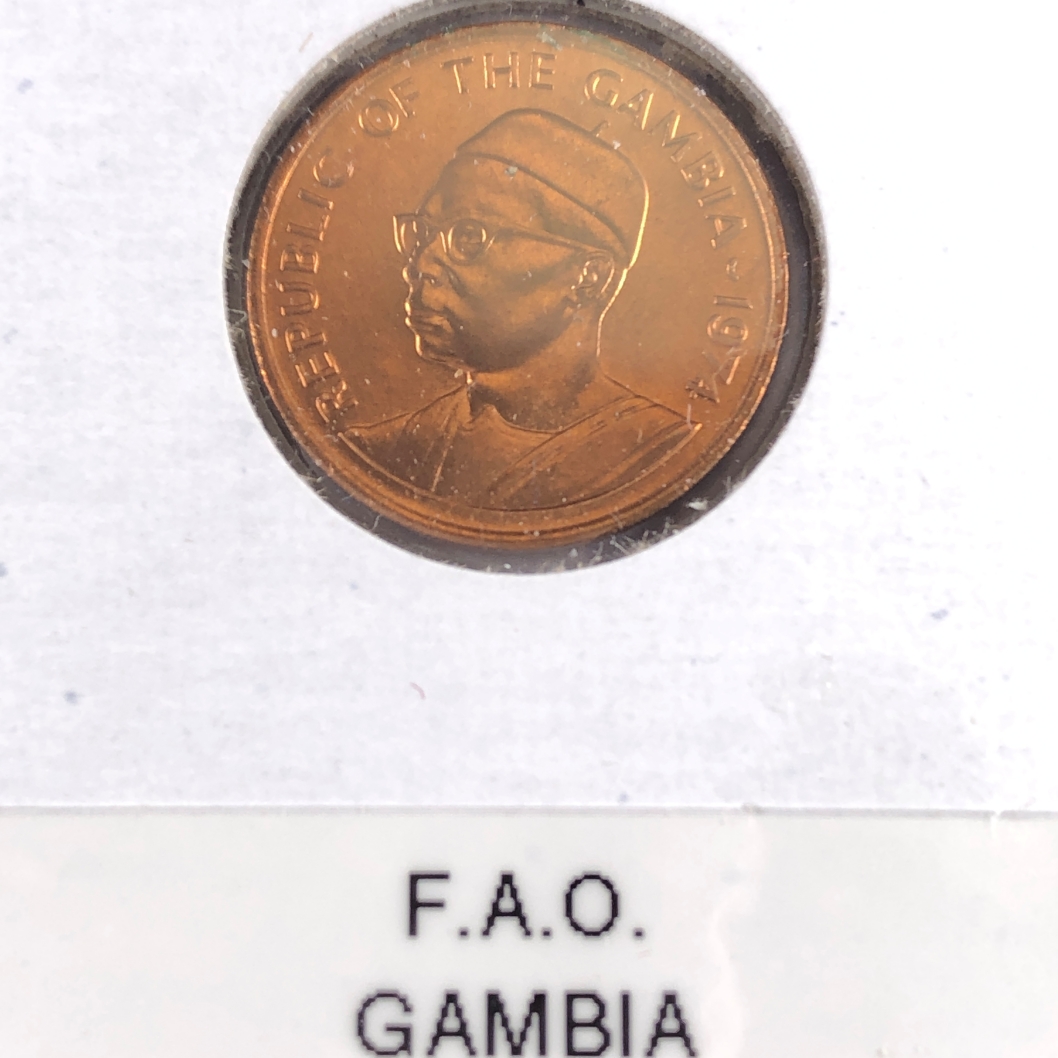 REPUBLIC OF THE GAMBIA • 1974
F.A.O.
GAMBIA